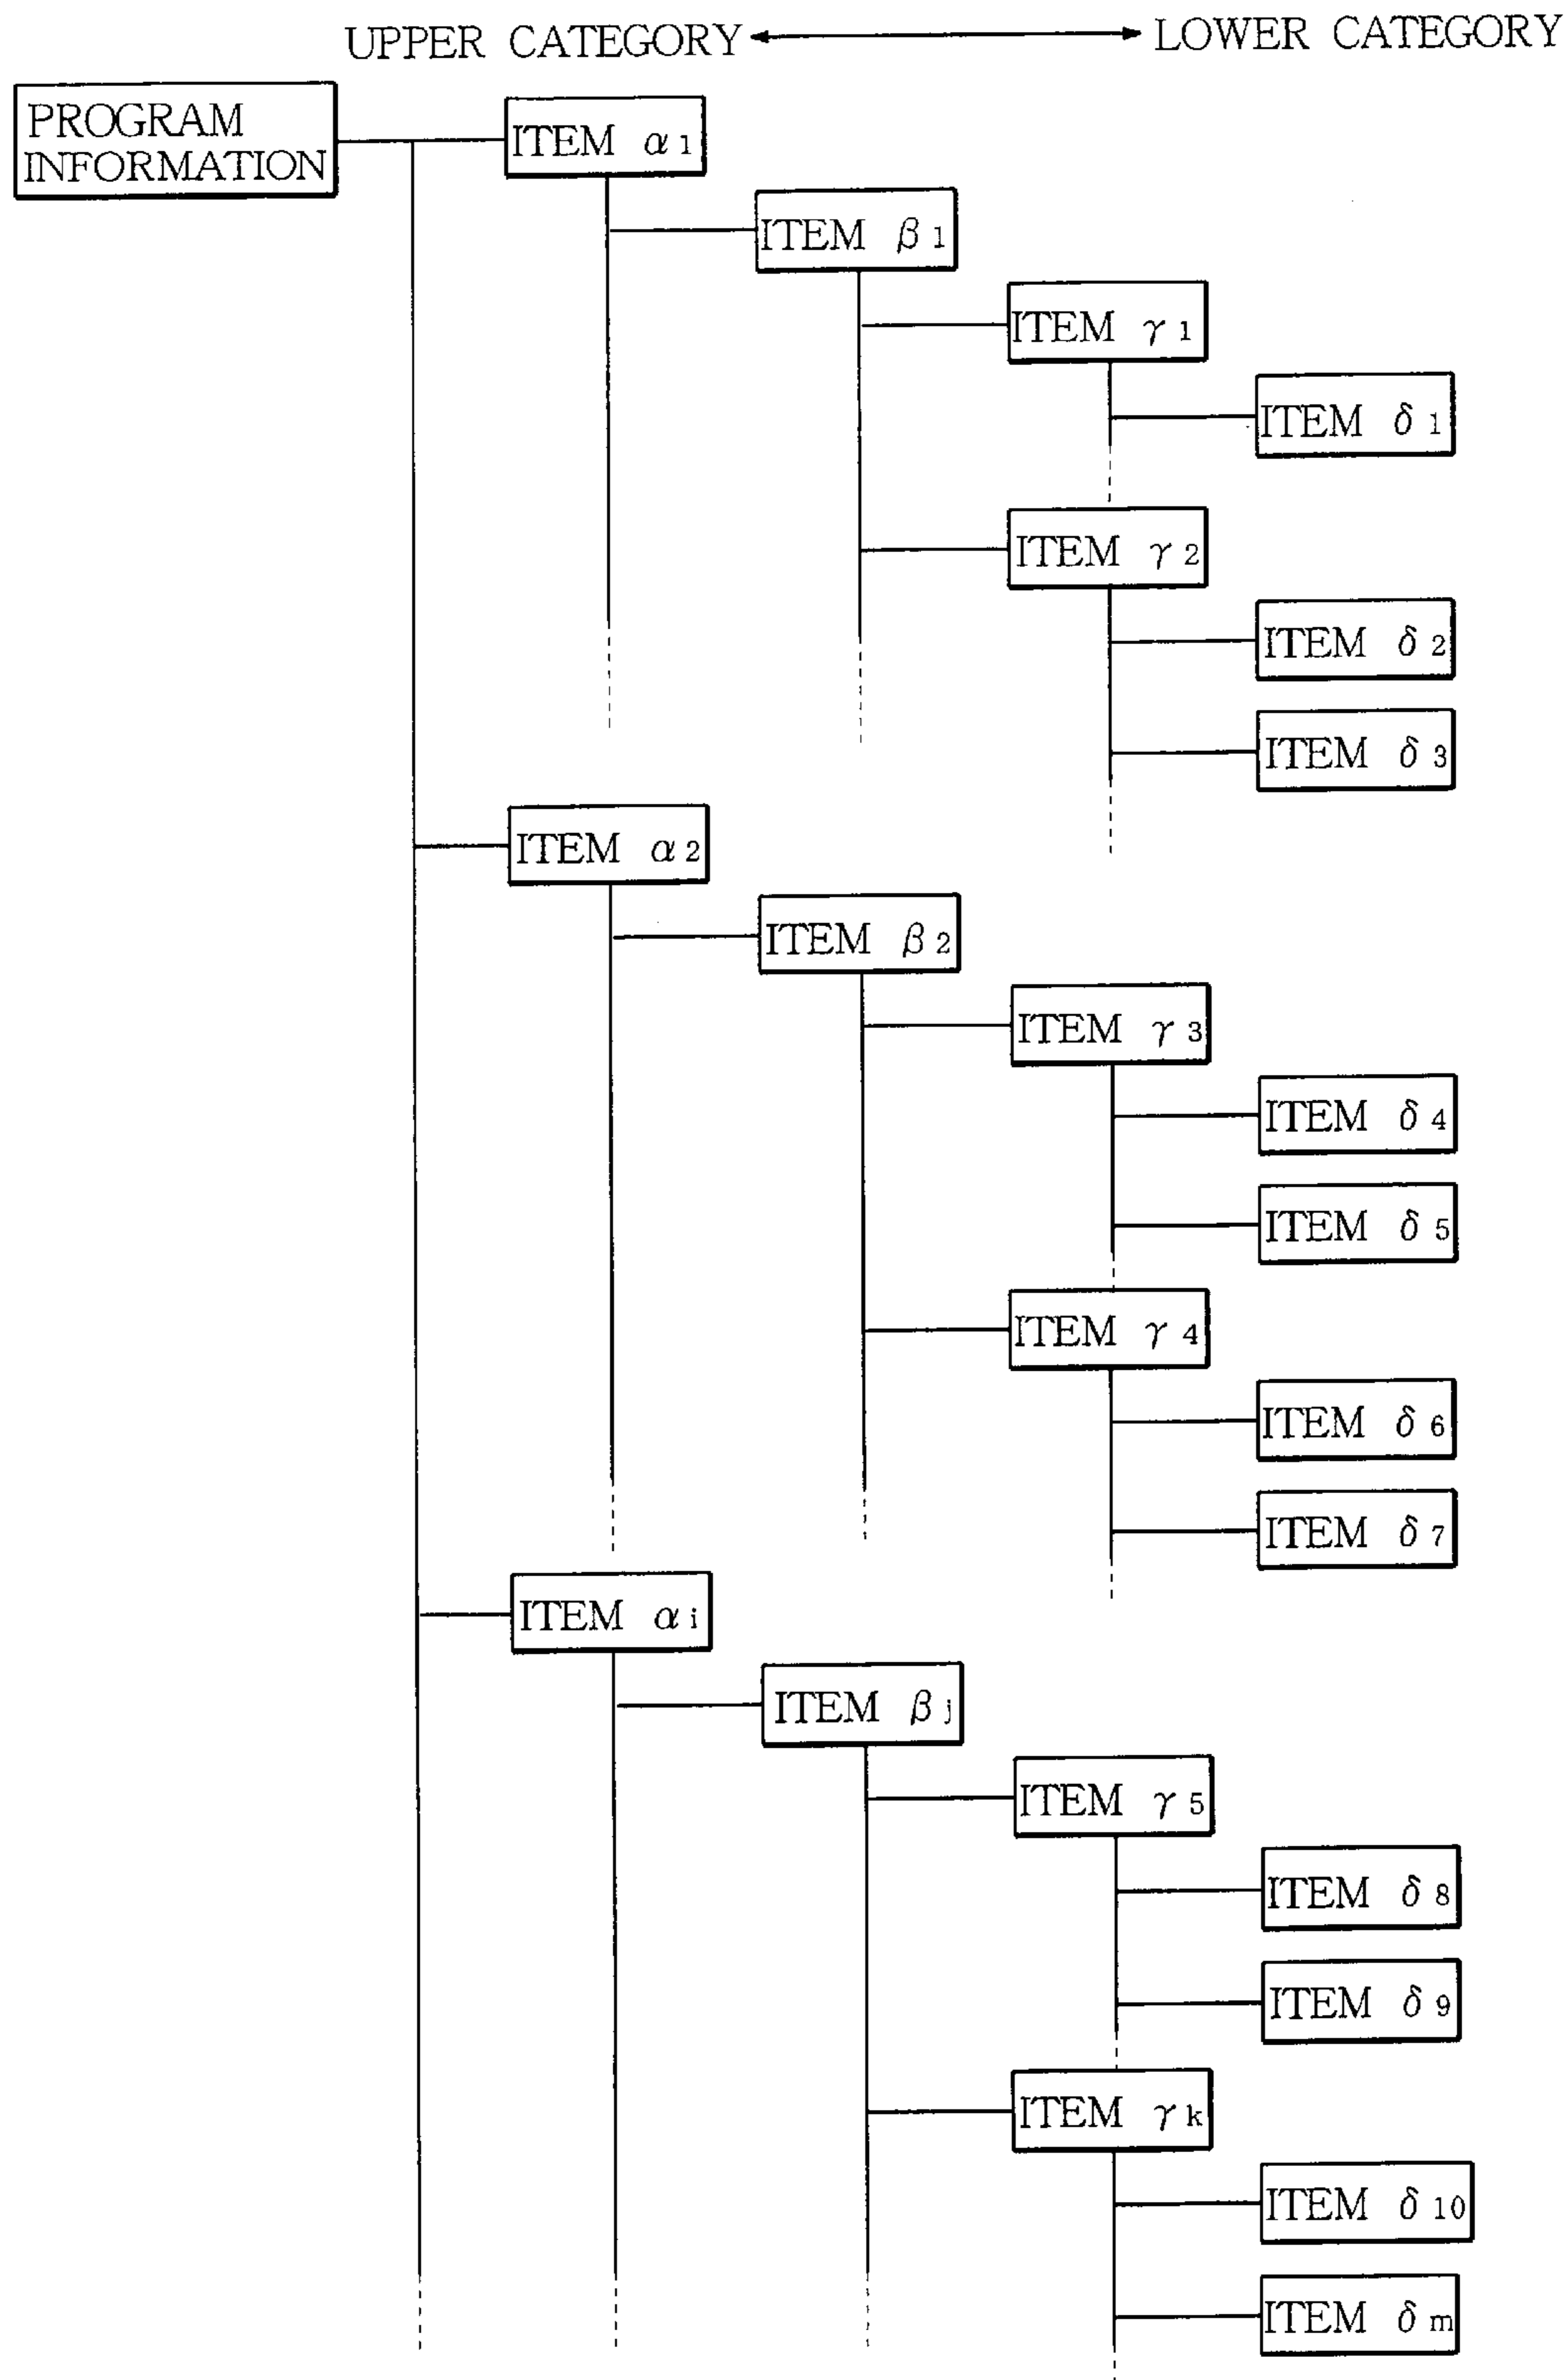 UPPER CATEGORY LOWER CATEGORY
PROGRAM
INFORMATION
ITEM α1
ITEM β1
ITEM γ1
ITEM δ1
ITEM γ2
ITEM δ2
ITEM δ3
ITEM α2
ITEM β2
ITEM γ3
ITEM δ4
ITEM δ5
ITEM γ4
ITEM δ6
ITEM δ7
ITEM αi
ITEM βj
ITEM γ5
ITEM δ8
ITEM δ9
ITEM γk
ITEM δ10
ITEM δm